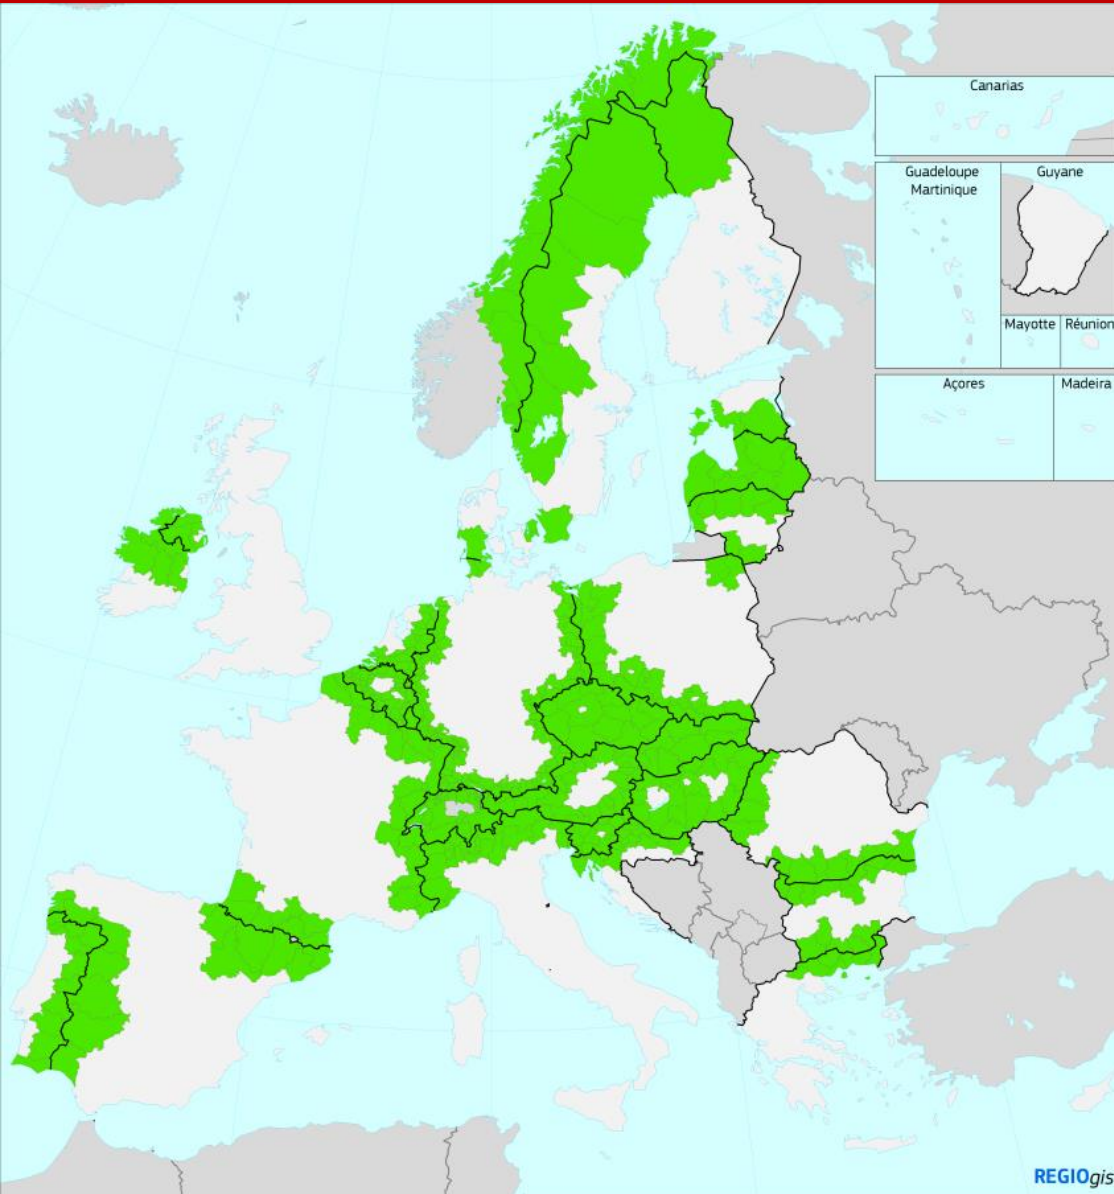 Canarias
Guadeloupe
Martinique
Guyane
Mayotte
Réunion
Açores
Madeira
REGIOgis